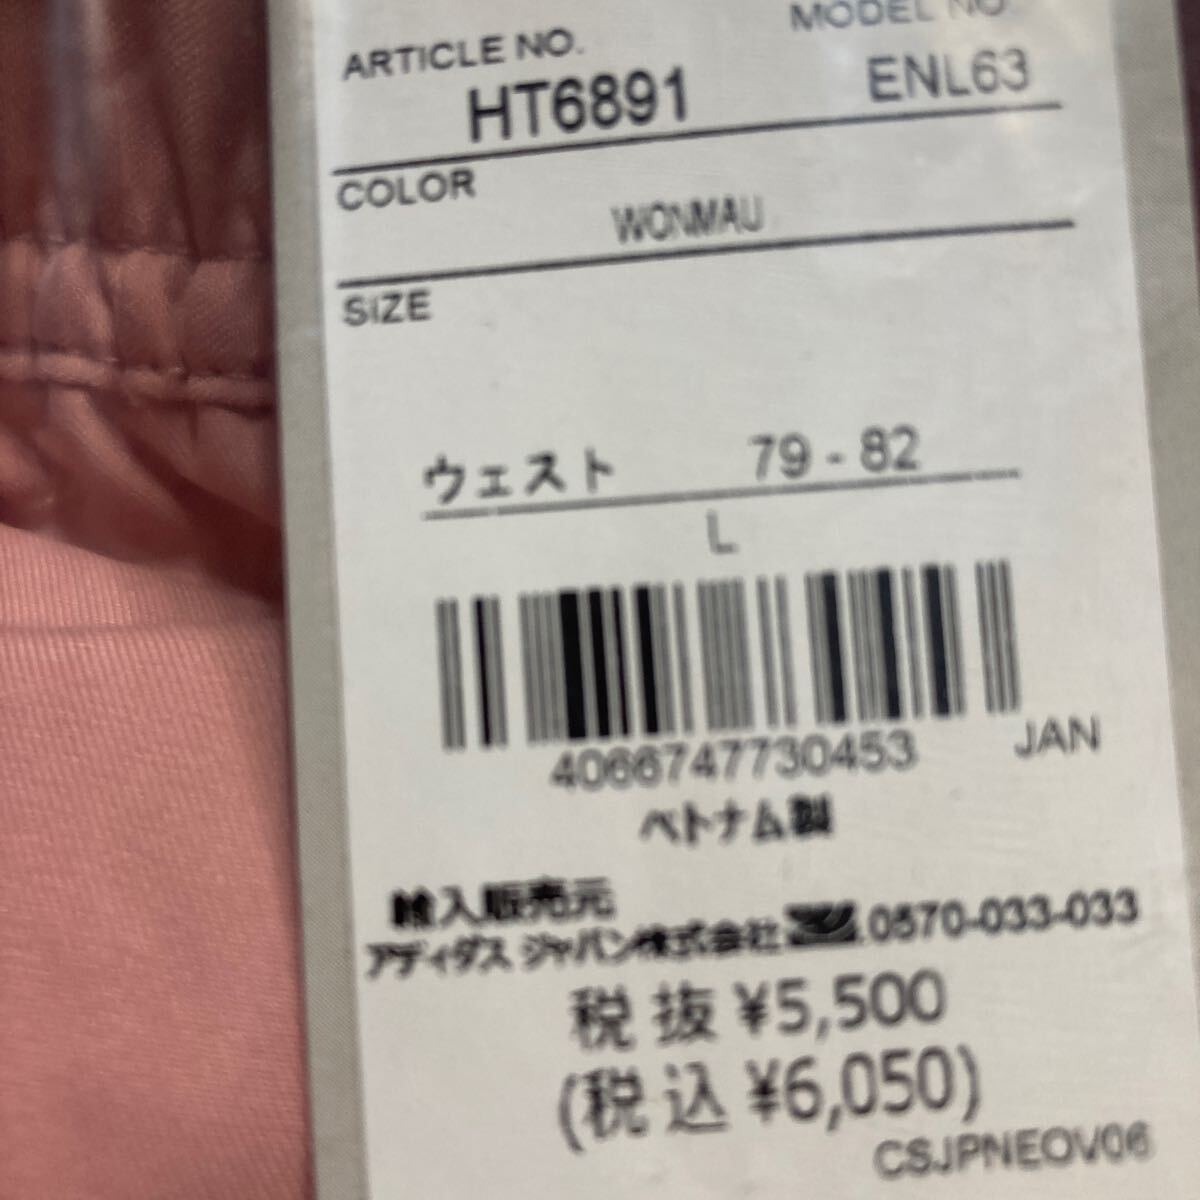 MODEL NO.
ARTICLE NO.
HT6891
ENL63
COLOR
WONMAU
SIZE
ウェスト 79 - 82
L
4066747730453
JAN
ベトナム製
輸入販売元
アディダス ジャパン株式会社 0570-033-033
税 抜 ¥5,500
(税 込 ¥6,050)
CSJPNEOV06